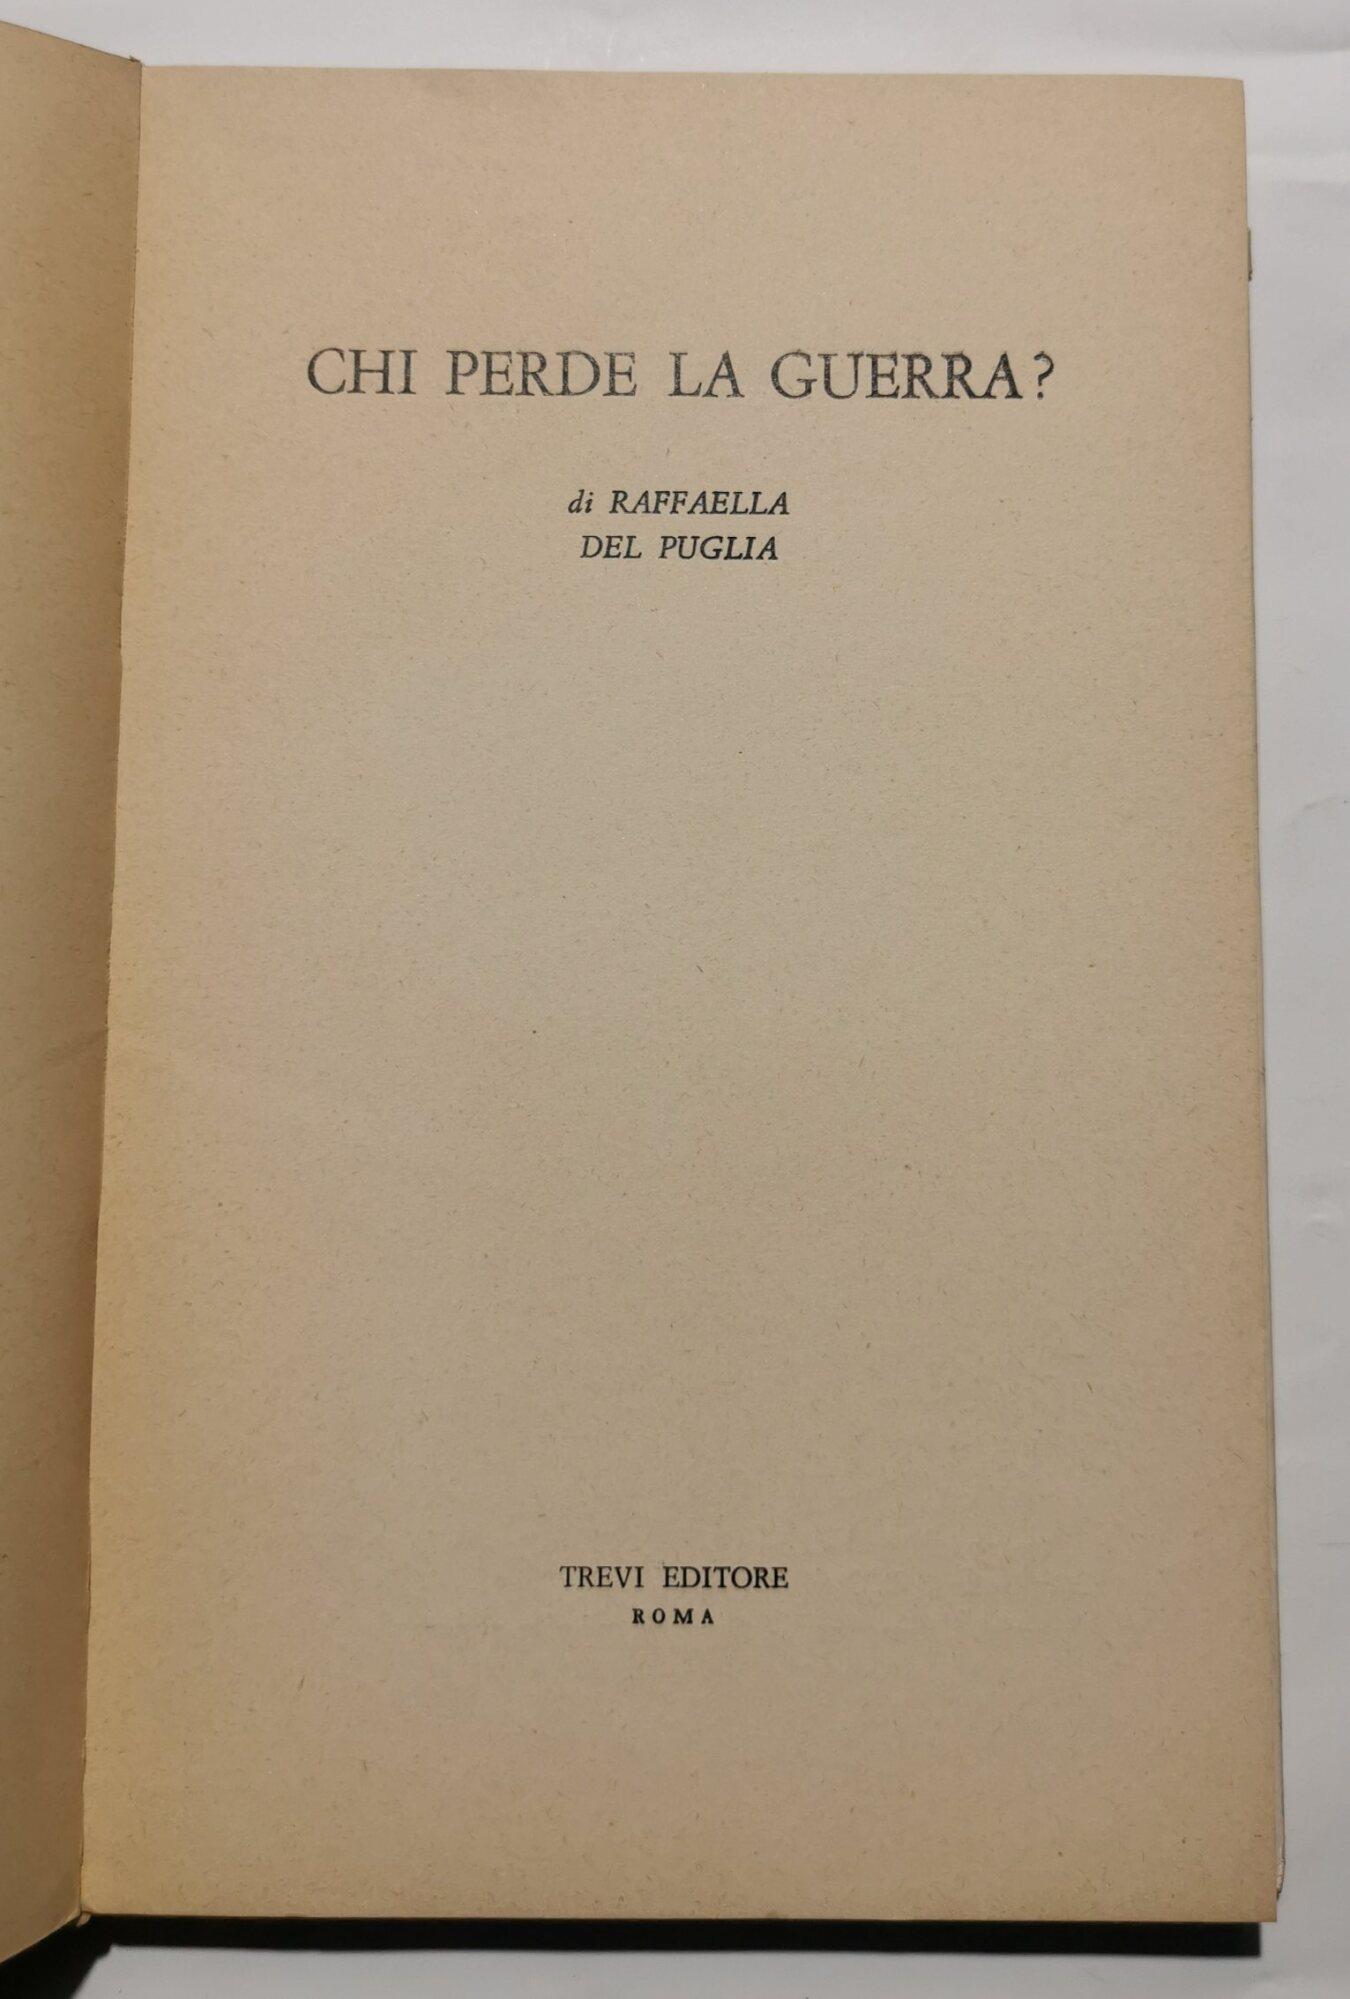 CHI PERDE LA GUERRA?
di RAFFAELLA
DEL PUGLIA
TREVI EDITORE
ROMA